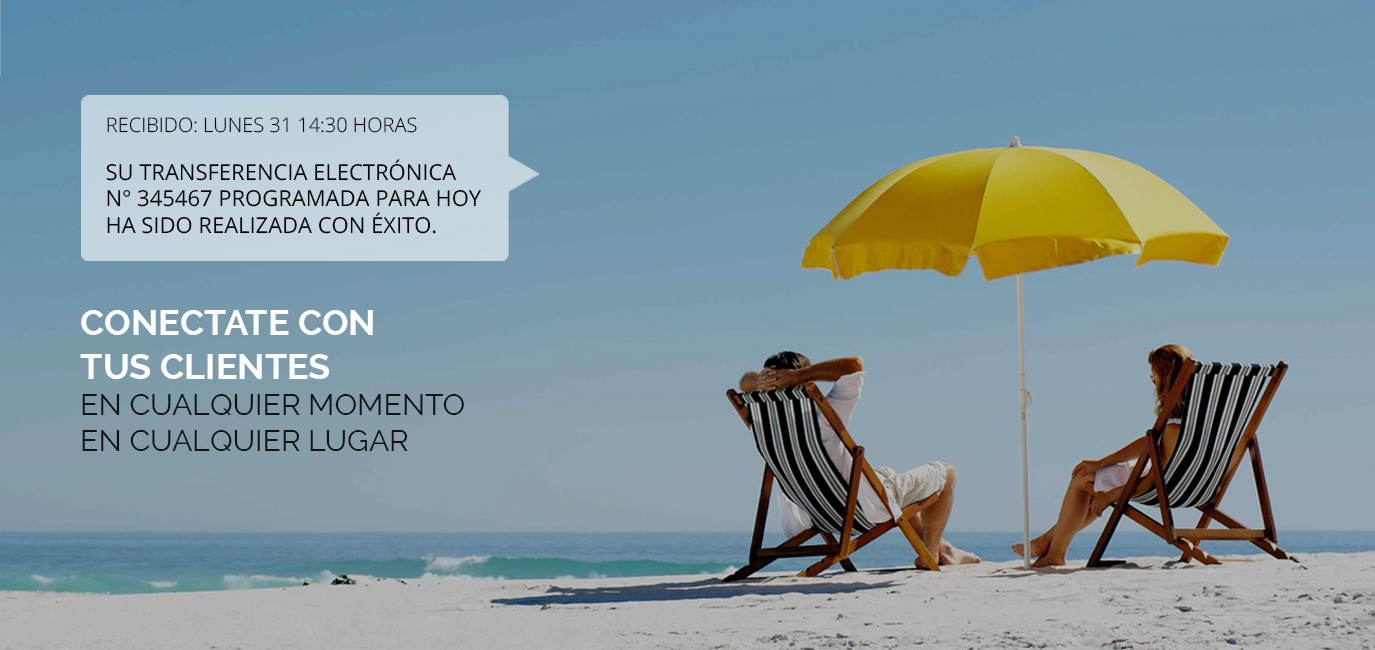 RECIBIDO: LUNES 31 14:30 HORAS
SU TRANSFERENCIA ELECTRÓNICA
N° 345467 PROGRAMADA PARA HOY
HA SIDO REALIZADA CON ÉXITO.
CONECTATE CON
TUS CLIENTES
EN CUALQUIER MOMENTO
EN CUALQUIER LUGAR